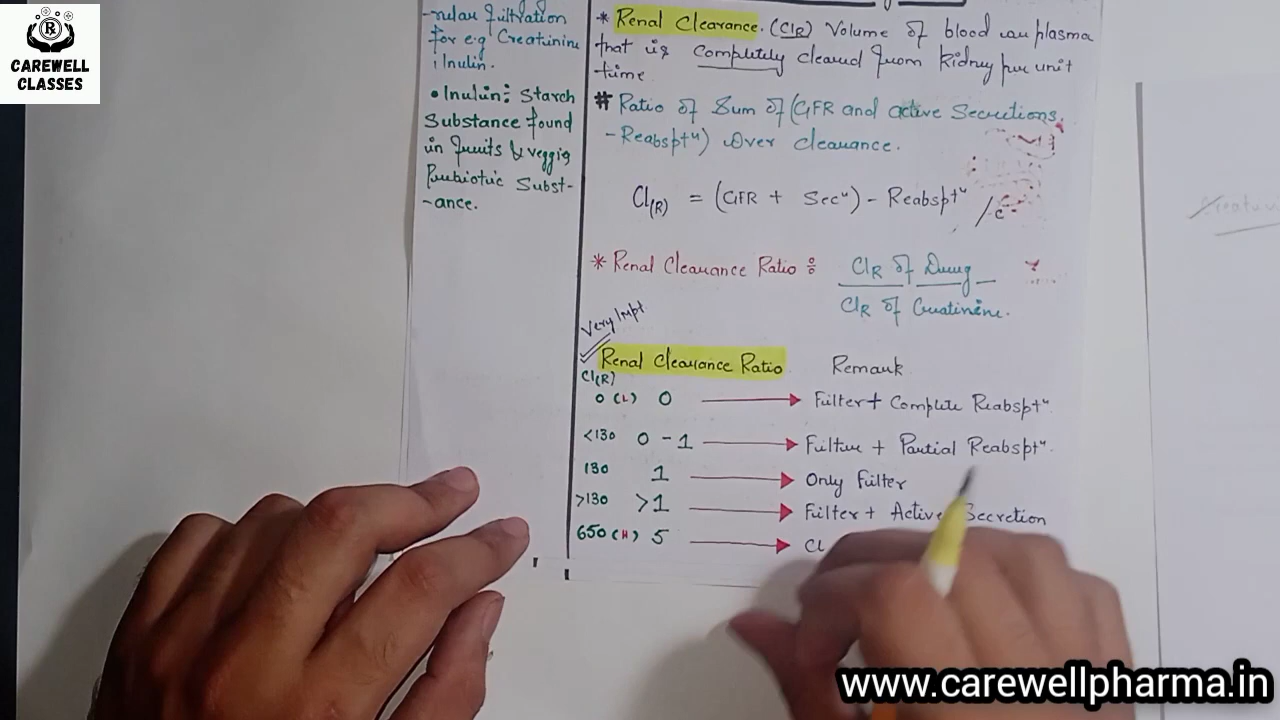 Rx
CAREWELL
CLASSES
-nular filtration
for e.g Creatinine
i Inulin.
• Inulin: Starch
Substance found
in fruits & veggis
Prebiotic Subst-
-ance.
* Renal Clearance. (ClR) Volume of blood in plasma
that is Completely cleared from Kidney per unit
time
# Ratio of Sum of (GFR and active Secretions.
-Reabsptⁿ) Over clearance.
Cl(R) = (GFR + Secⁿ) - Reabsptⁿ /c
* Renal Clearance Ratio : ClR of Drug
ClR of Creatinine.
Very Impt
Renal Clearance Ratio Remark
Cl(R)
0 (L) 0 → Filter + Complete Reabsptⁿ
<130 0 - 1 → Filter + Partial Reabsptⁿ.
130 1 → Only Filter
>130 >1 → Filter + Active Secretion
650 (H) 5 → Cl
www.carewellpharma.in